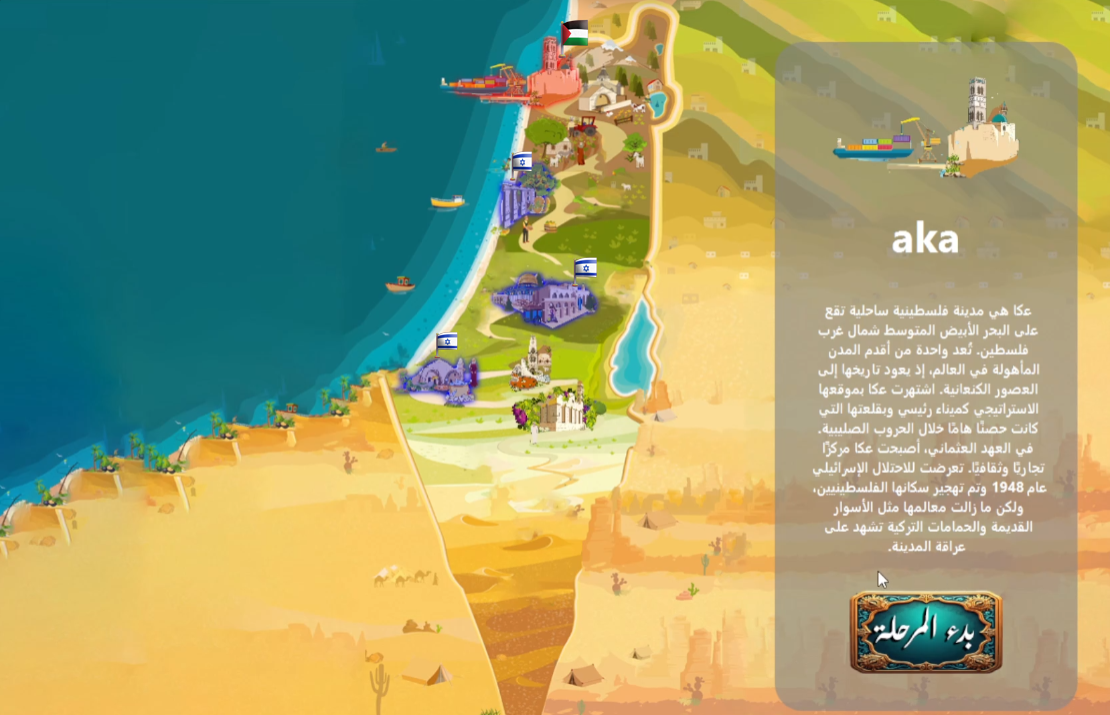 aka
عكا هي مدينة فلسطينية ساحلية تقع
على البحر الأبيض المتوسط شمال غرب
فلسطين. تُعد واحدة من أقدم المدن
المأهولة في العالم، إذ يعود تاريخها إلى
العصور الكنعانية. اشتهرت عكا بموقعها
الاستراتيجي كميناء رئيسي وبقلعتها التي
كانت حصنًا هامًا خلال الحروب الصليبية.
في العهد العثماني، أصبحت عكا مركزًا
تجاريًا وثقافيًا. تعرضت للاحتلال الإسرائيلي
عام 1948 وتم تهجير سكانها الفلسطينيين،
ولكن ما زالت معالمها مثل الأسوار
القديمة والحمامات التركية تشهد على
عراقة المدينة.
بدء المرحلة